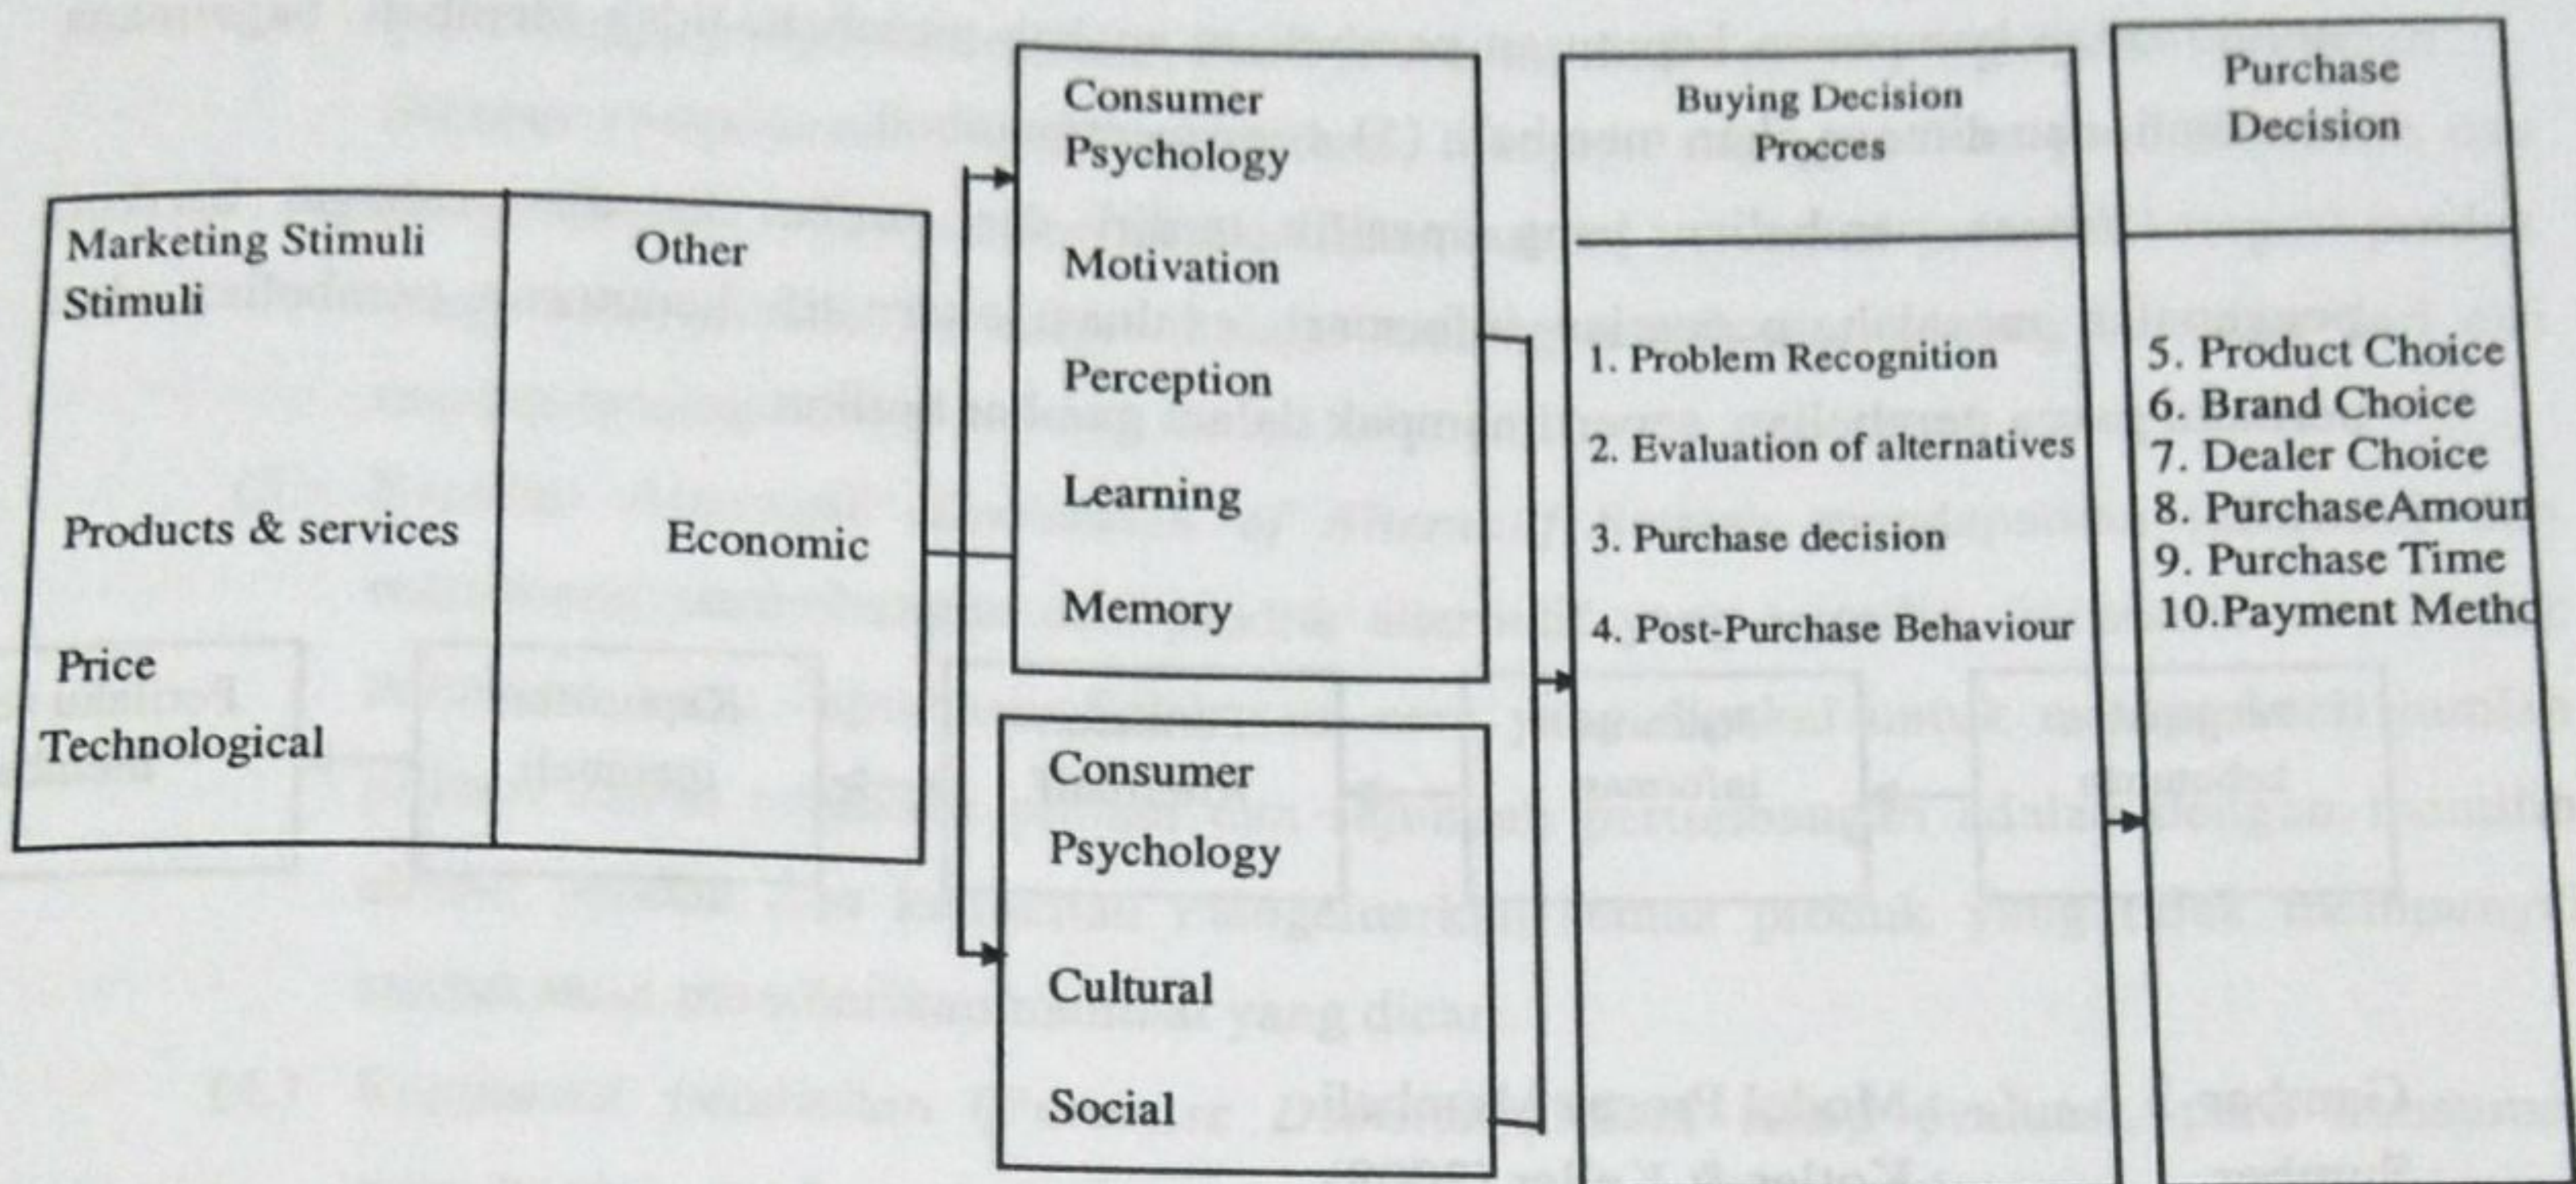 Marketing Stimuli
Stimuli
Products & services
Price
Technological
Other
Economic
Consumer
Psychology
Motivation
Perception
Learning
Memory
Consumer
Psychology
Cultural
Social
Buying Decision
Procces
1. Problem Recognition
2. Evaluation of alternatives
3. Purchase decision
4. Post-Purchase Behaviour
Purchase
Decision
5. Product Choice
6. Brand Choice
7. Dealer Choice
8. PurchaseAmoun
9. Purchase Time
10.Payment Metho